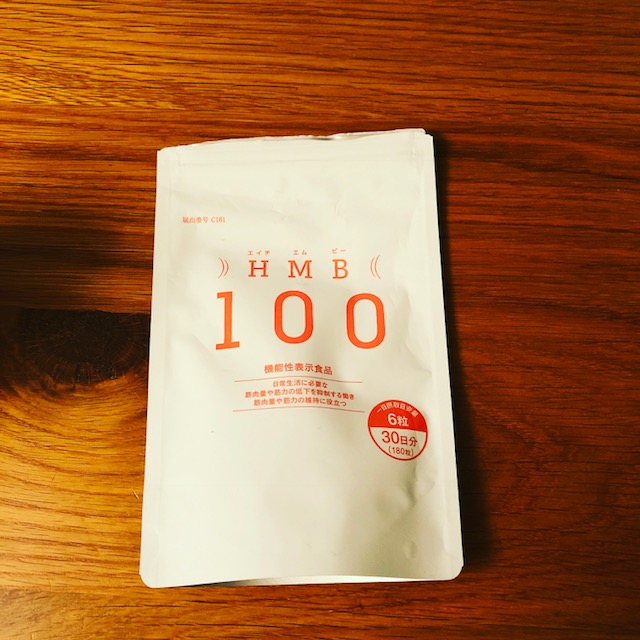 届出番号 C161
エイチ エム ビー
HMB
100
機能性表示食品
日常生活に必要な
筋肉量や筋力の低下を抑制する働き
筋肉量や筋力の維持に役立つ
一日摂取目安量
6粒
30日分
(180粒)